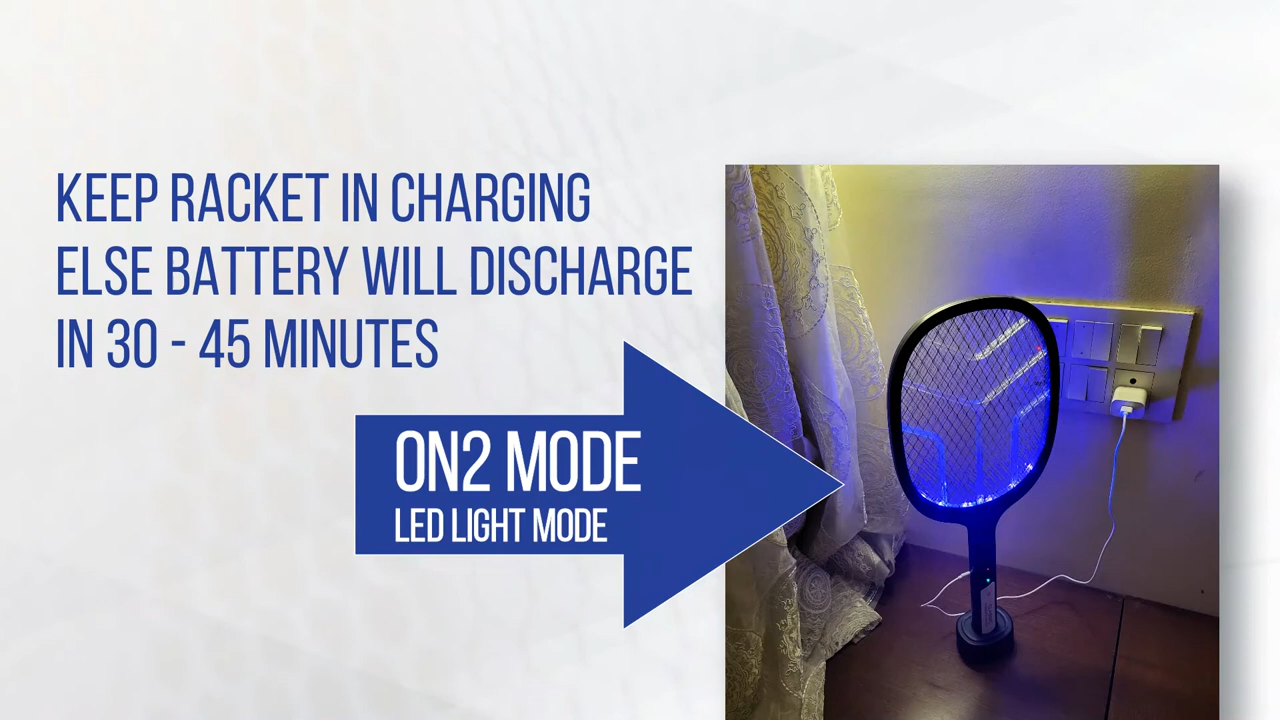 KEEP RACKET IN CHARGING
ELSE BATTERY WILL DISCHARGE
IN 30 - 45 MINUTES
ON2 MODE
LED LIGHT MODE